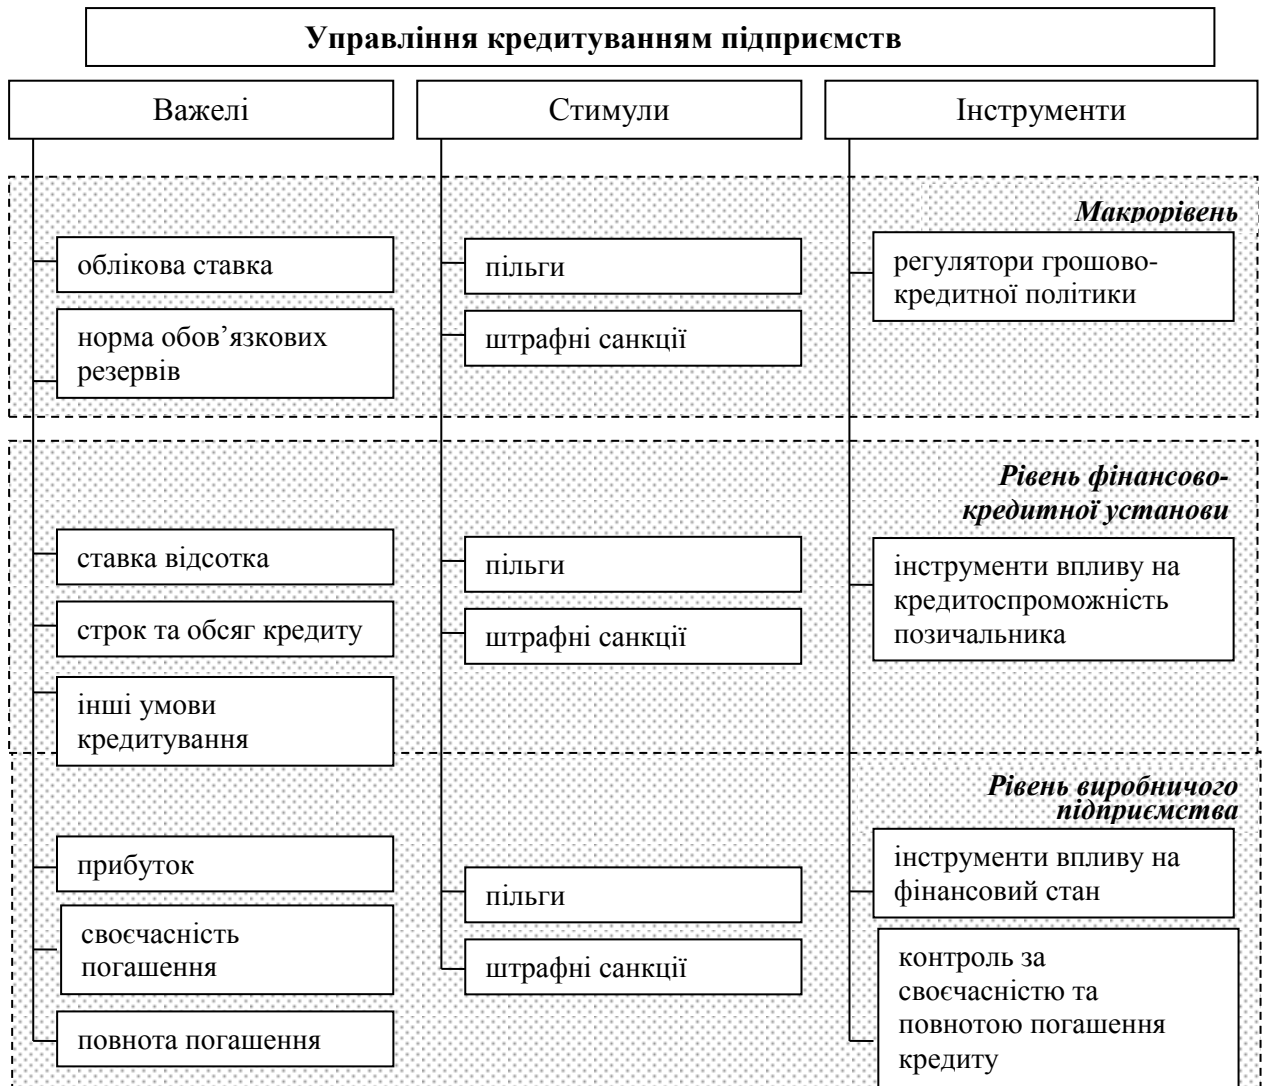 Управління кредитуванням підприємств
Важелі
Стимули
Інструменти
Макрорівень
облікова ставка
норма обов’язкових
резервів
пільги
штрафні санкції
регулятори грошово-
кредитної політики
Рівень фінансово-
кредитної установи
ставка відсотка
строк та обсяг кредиту
інші умови
кредитування
пільги
штрафні санкції
інструменти впливу на
кредитоспроможність
позичальника
Рівень виробничого
підприємства
прибуток
своєчасність
погашення
повнота погашення
пільги
штрафні санкції
інструменти впливу на
фінансовий стан
контроль за
своєчасністю та
повнотою погашення
кредиту